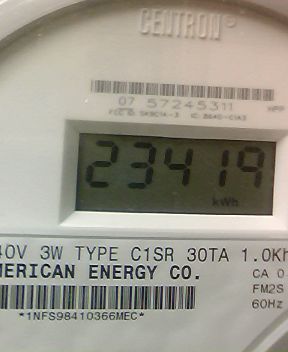 CENTRON®
07 57245311
23419
kWh
40V 3W TYPE C1SR 30TA 1.0Kh
MERICAN ENERGY CO.
CA 0.
FM2S
60Hz
*1NFS98410366MEC*